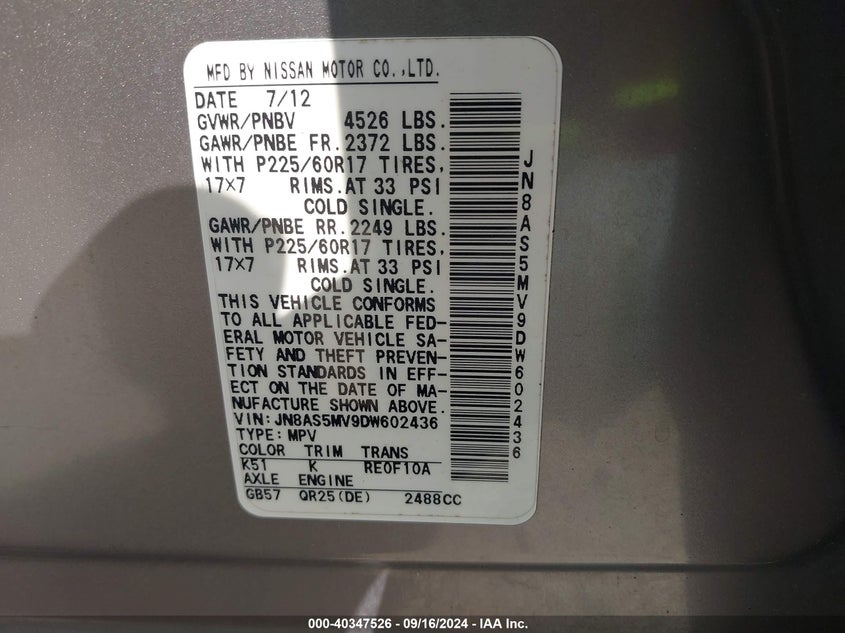 MFD BY NISSAN MOTOR CO.,LTD.
DATE 7/12
GVWR/PNBV 4526 LBS.
GAWR/PNBE FR.2372 LBS.
WITH P225/60R17 TIRES,
17×7 RIMS.AT 33 PSI
COLD SINGLE.
GAWR/PNBE RR.2249 LBS.
WITH P225/60R17 TIRES,
17×7 RIMS.AT 33 PSI
COLD SINGLE.
THIS VEHICLE CONFORMS
TO ALL APPLICABLE FED-
ERAL MOTOR VEHICLE SA-
FETY AND THEFT PREVEN-
TION STANDARDS IN EFF-
ECT ON THE DATE OF MA-
NUFACTURE SHOWN ABOVE.
VIN:JN8AS5MV9DW602436
TYPE:MPV
COLOR TRIM TRANS
K51 K RE0F10A
AXLE ENGINE
GB57 QR25(DE) 2488CC
JN8AS5MV9DW602436
000-40347526 - 09/16/2024 - IAA Inc.